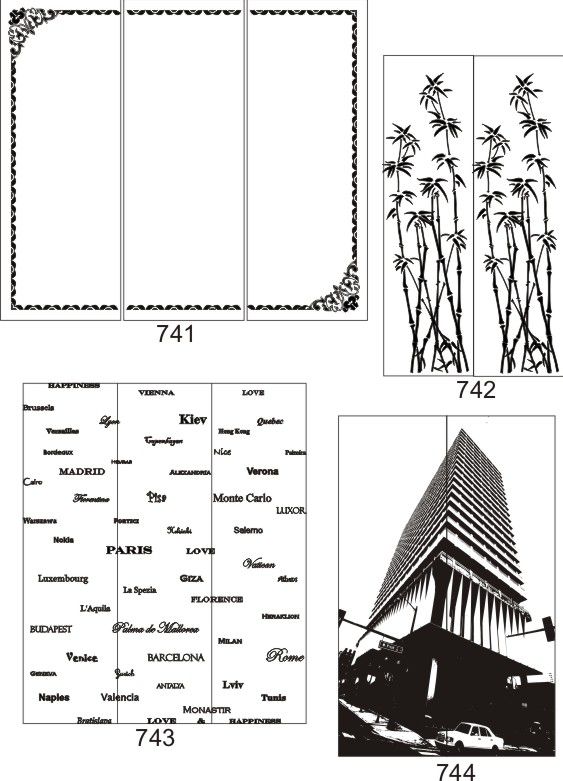 741
742
HAPPINESS
VIENNA
LOVE
Brussels
Lyon
Kiev
Quebec
Versailles
Hong Kong
Copenhagen
Bordeaux
Nice
MADRID
ALEXANDRIA
Verona
Cairo
Florentina
Pisa
Monte Carlo
LUXOR
Warszawa
Helsinki
Salerno
Nokia
PARIS
LOVE
Vatican
Luxembourg
GIZA
Athens
La Spezia
FLORENCE
L'Aquila
HERAKLION
BUDAPEST
Palma de Mallorca
MILAN
Venice
BARCELONA
Rome
GENEVA
Zurich
ANTALYA
Lviv
Naples
Valencia
Tunis
MONASTIR
Bratislava
LOVE & HAPPINESS
743
744